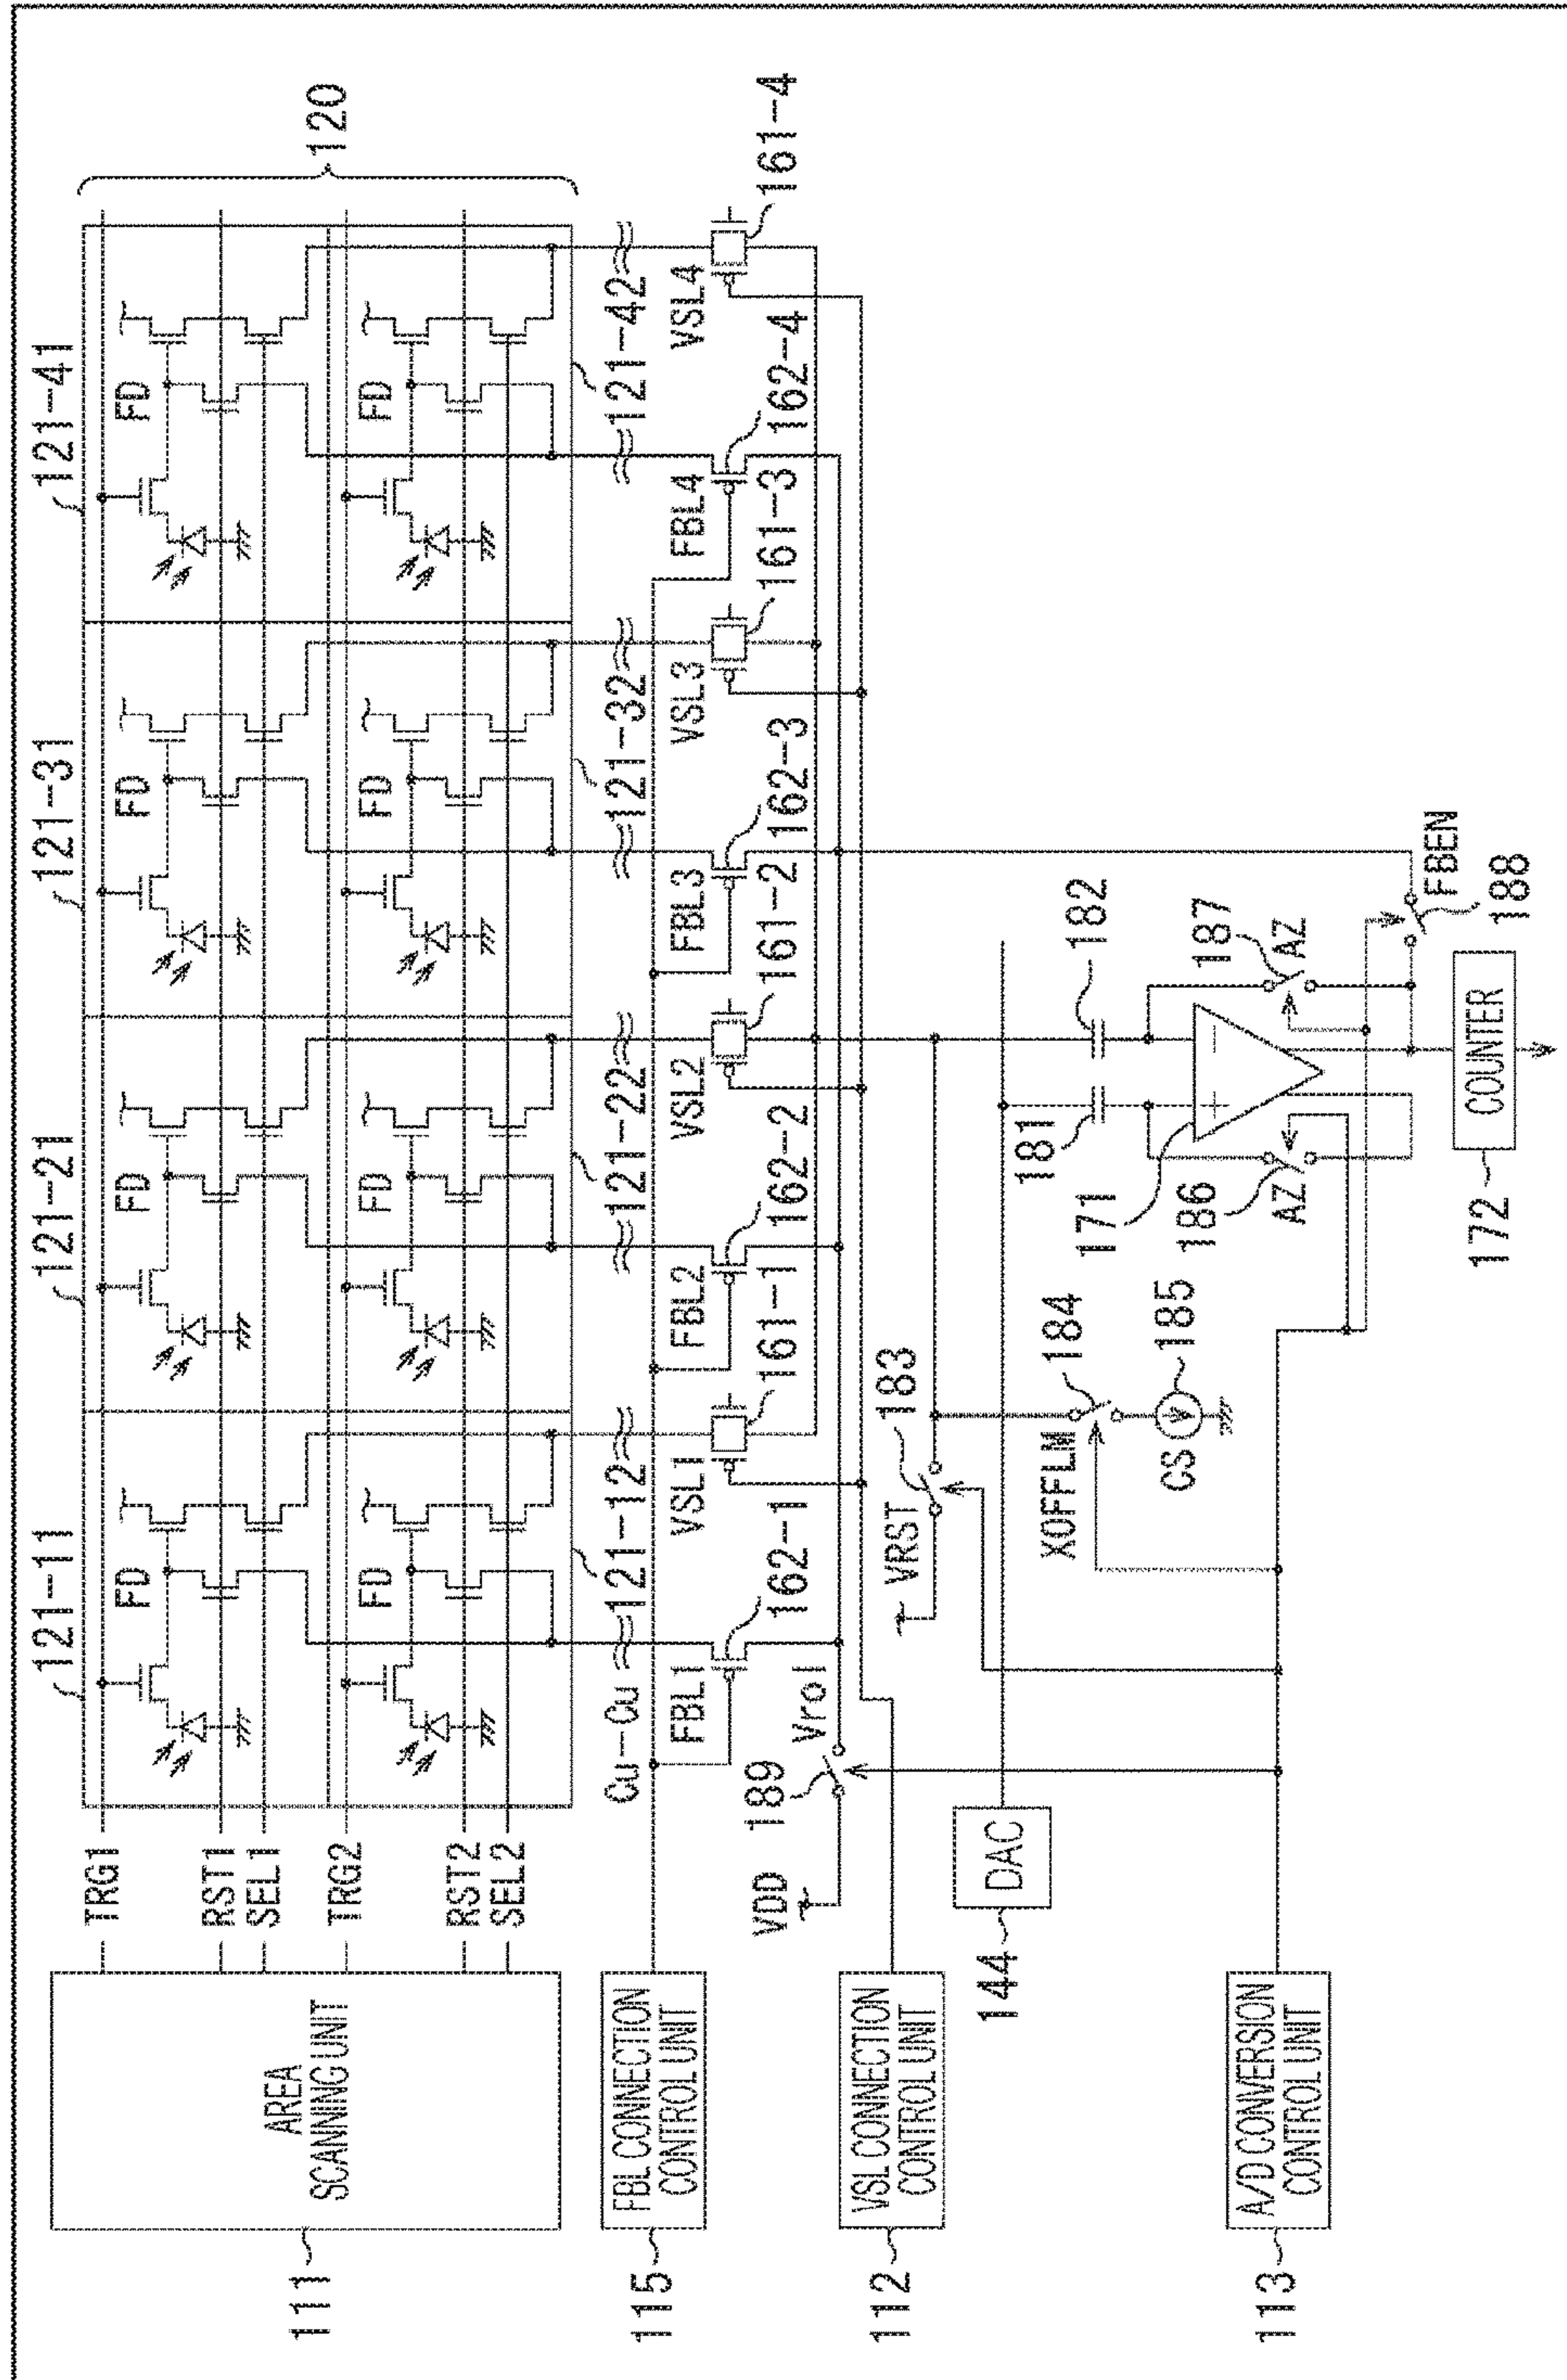 121-11
121-21
121-31
121-41
120
TRG1
RST1
SEL1
TRG2
RST2
SEL2
FD
FD
FD
FD
FD
FD
FD
FD
AREA
SCANNING UNIT
111
Cu-Cu
121-12
121-22
121-32
121-42
FBL CONNECTION
CONTROL UNIT
115
FBL1
VSL1
FBL2
VSL2
FBL3
VSL3
FBL4
VSL4
162-1
161-1
162-2
161-2
162-3
161-3
162-4
161-4
VDD
189
Vrol
VSL CONNECTION
CONTROL UNIT
112
VRST
183
144
DAC
XOFFLM
184
CS
185
181
182
171
+
−
186
AZ
187
AZ
A/D CONVERSION
CONTROL UNIT
113
FBEN
188
172
COUNTER